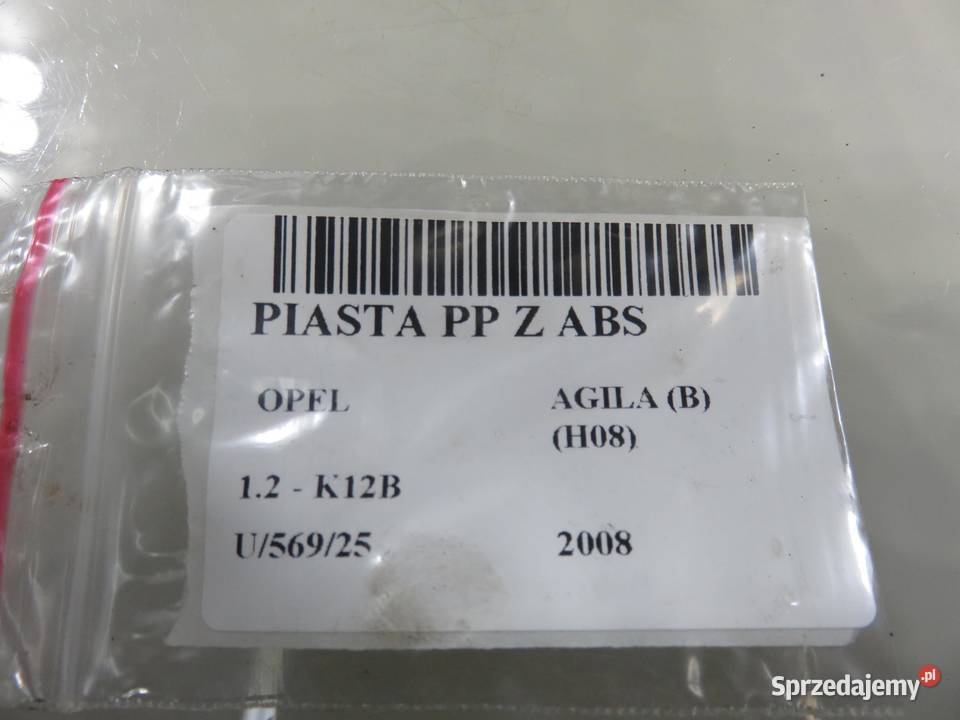 PIASTA PP Z ABS
OPEL AGILA (B)
(H08)
1.2 - K12B
U/569/25 2008
Sprzedajemy.pl